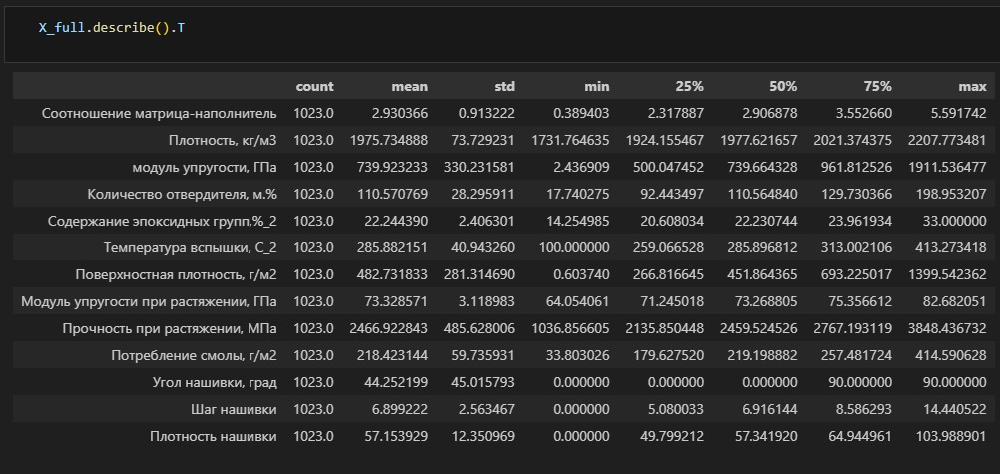 X_full.describe().T
count mean std min 25% 50% 75% max
Соотношение матрица-наполнитель 1023.0 2.930366 0.913222 0.389403 2.317887 2.906878 3.552660 5.591742
Плотность, кг/м3 1023.0 1975.734888 73.729231 1731.764635 1924.155467 1977.621657 2021.374375 2207.773481
модуль упругости, ГПа 1023.0 739.923233 330.231581 2.436909 500.047452 739.664328 961.812526 1911.536477
Количество отвердителя, м.% 1023.0 110.570769 28.295911 17.740275 92.443497 110.564840 129.730366 198.953207
Содержание эпоксидных групп,%_2 1023.0 22.244390 2.406301 14.254985 20.608034 22.230744 23.961934 33.000000
Температура вспышки, С_2 1023.0 285.882151 40.943260 100.000000 259.066528 285.896812 313.002106 413.273418
Поверхностная плотность, г/м2 1023.0 482.731833 281.314690 0.603740 266.816645 451.864365 693.225017 1399.542362
Модуль упругости при растяжении, ГПа 1023.0 73.328571 3.118983 64.054061 71.245018 73.268805 75.356612 82.682051
Прочность при растяжении, МПа 1023.0 2466.922843 485.628006 1036.856605 2135.850448 2459.524526 2767.193119 3848.436732
Потребление смолы, г/м2 1023.0 218.423144 59.735931 33.803026 179.627520 219.198882 257.481724 414.590628
Угол нашивки, град 1023.0 44.252199 45.015793 0.000000 0.000000 0.000000 90.000000 90.000000
Шаг нашивки 1023.0 6.899222 2.563467 0.000000 5.080033 6.916144 8.586293 14.440522
Плотность нашивки 1023.0 57.153929 12.350969 0.000000 49.799212 57.341920 64.944961 103.988901